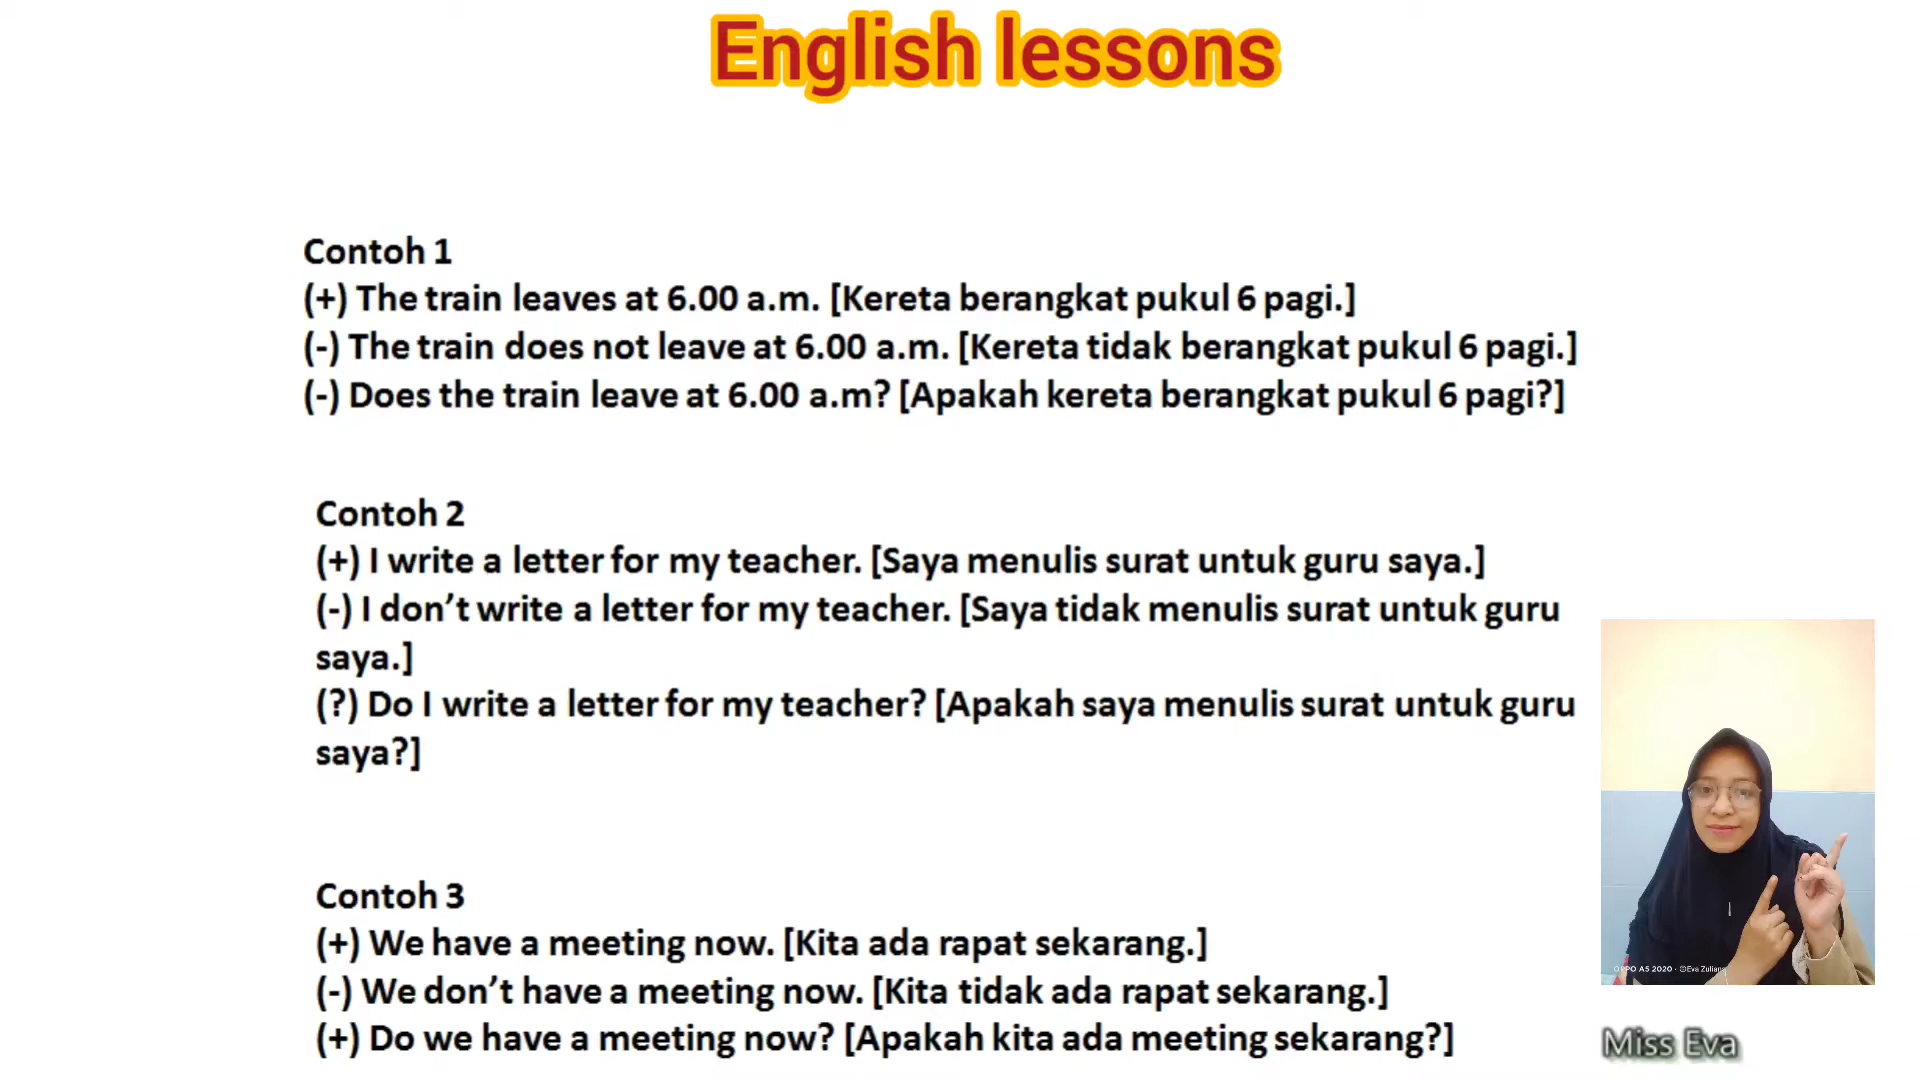 English lessons
Contoh 1
(+) The train leaves at 6.00 a.m. [Kereta berangkat pukul 6 pagi.]
(-) The train does not leave at 6.00 a.m. [Kereta tidak berangkat pukul 6 pagi.]
(-) Does the train leave at 6.00 a.m? [Apakah kereta berangkat pukul 6 pagi?]
Contoh 2
(+) I write a letter for my teacher. [Saya menulis surat untuk guru saya.]
(-) I don’t write a letter for my teacher. [Saya tidak menulis surat untuk guru
saya.]
(?) Do I write a letter for my teacher? [Apakah saya menulis surat untuk guru
saya?]
Contoh 3
(+) We have a meeting now. [Kita ada rapat sekarang.]
(-) We don’t have a meeting now. [Kita tidak ada rapat sekarang.]
(+) Do we have a meeting now? [Apakah kita ada meeting sekarang?]
OPPO A5 2020 · ©Eva Zuliana
Miss Eva